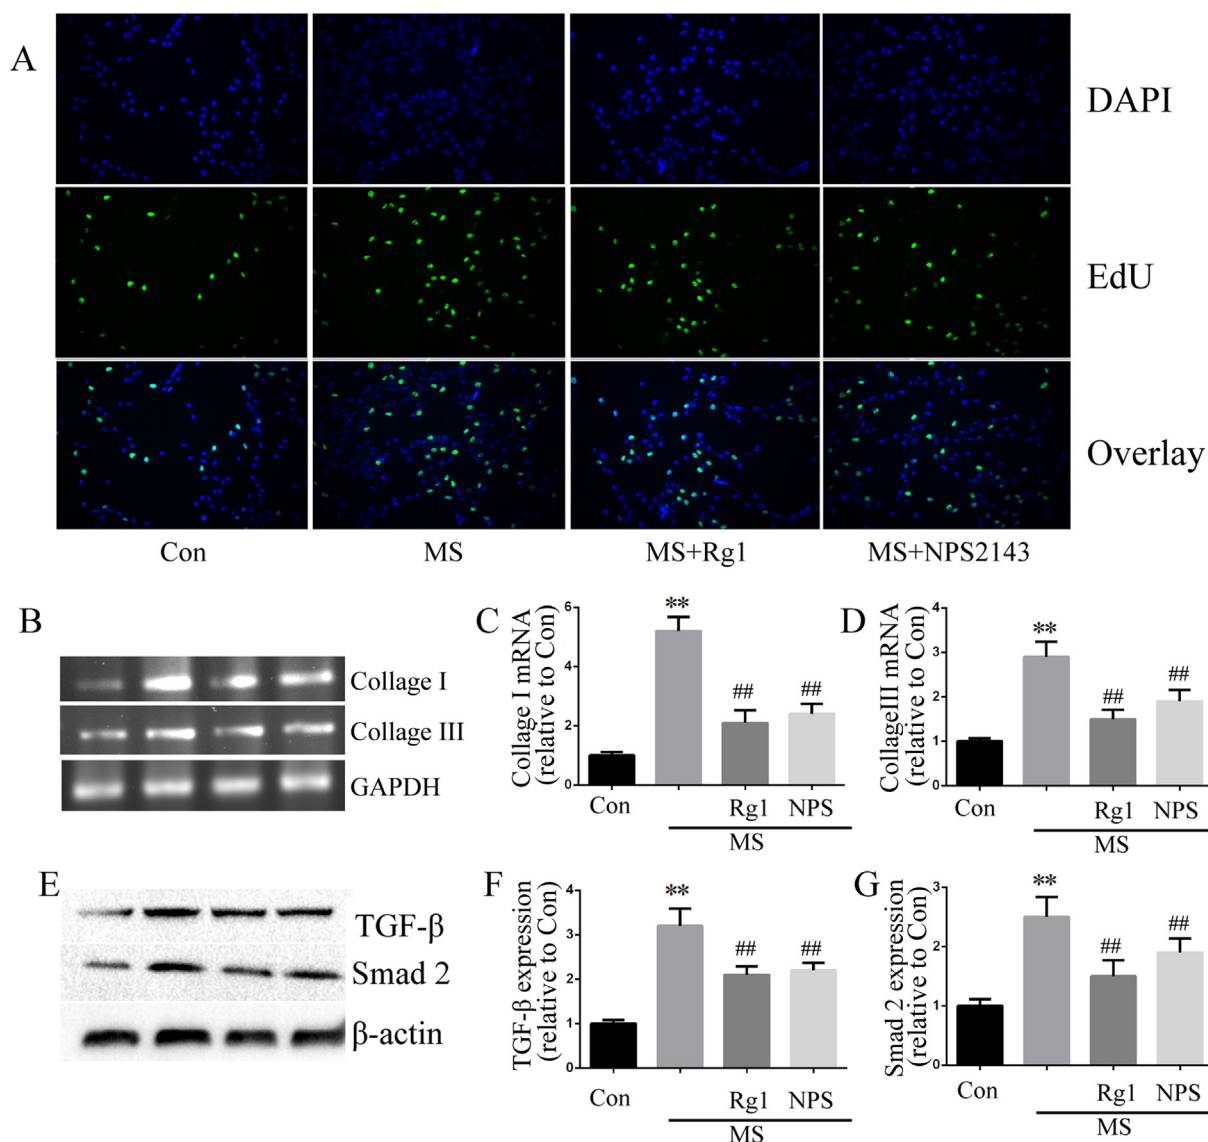 A
DAPI
EdU
Overlay
Con
MS
MS+Rg1
MS+NPS2143
B
Collage I
Collage III
GAPDH
C
Collage I mRNA
(relative to Con)
6
4
2
0
**
##
##
Con
Rg1
NPS
MS
D
CollageIII mRNA
(relative to Con)
4
3
2
1
0
**
##
##
Con
Rg1
NPS
MS
E
TGF-β
Smad 2
β-actin
F
TGF-β expression
(relative to Con)
4
3
2
1
0
**
##
##
Con
Rg1
NPS
MS
G
Smad 2 expression
(relative to Con)
3
2
1
0
**
##
##
Con
Rg1
NPS
MS